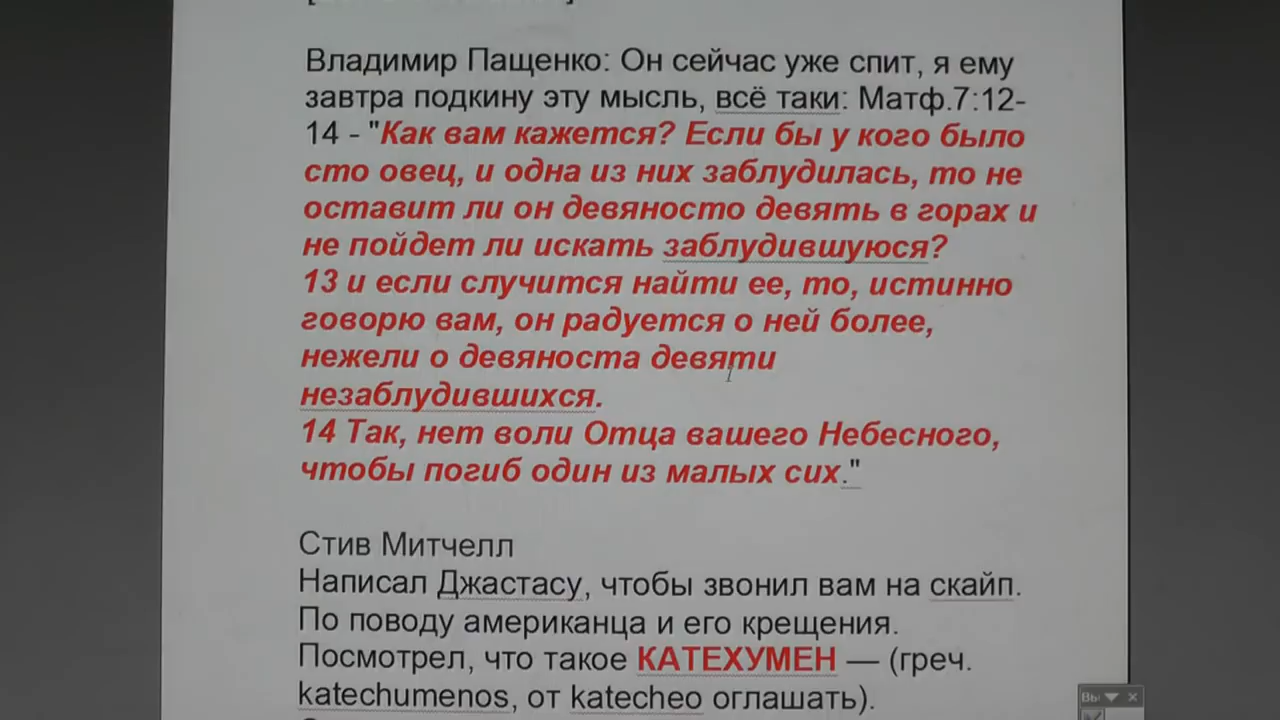 Владимир Пащенко: Он сейчас уже спит, я ему
завтра подкину эту мысль, всё таки: Матф.7:12-
14 - "Как вам кажется? Если бы у кого было
сто овец, и одна из них заблудилась, то не
оставит ли он девяносто девять в горах и
не пойдет ли искать заблудившуюся?
13 и если случится найти ее, то, истинно
говорю вам, он радуется о ней более,
нежели о девяноста девяти
незаблудившихся.
14 Так, нет воли Отца вашего Небесного,
чтобы погиб один из малых сих."
Стив Митчелл
Написал Джастасу, чтобы звонил вам на скайп.
По поводу американца и его крещения.
Посмотрел, что такое КАТЕХУМЕН — (греч.
katechumenos, от katecheo оглашать).
Вы